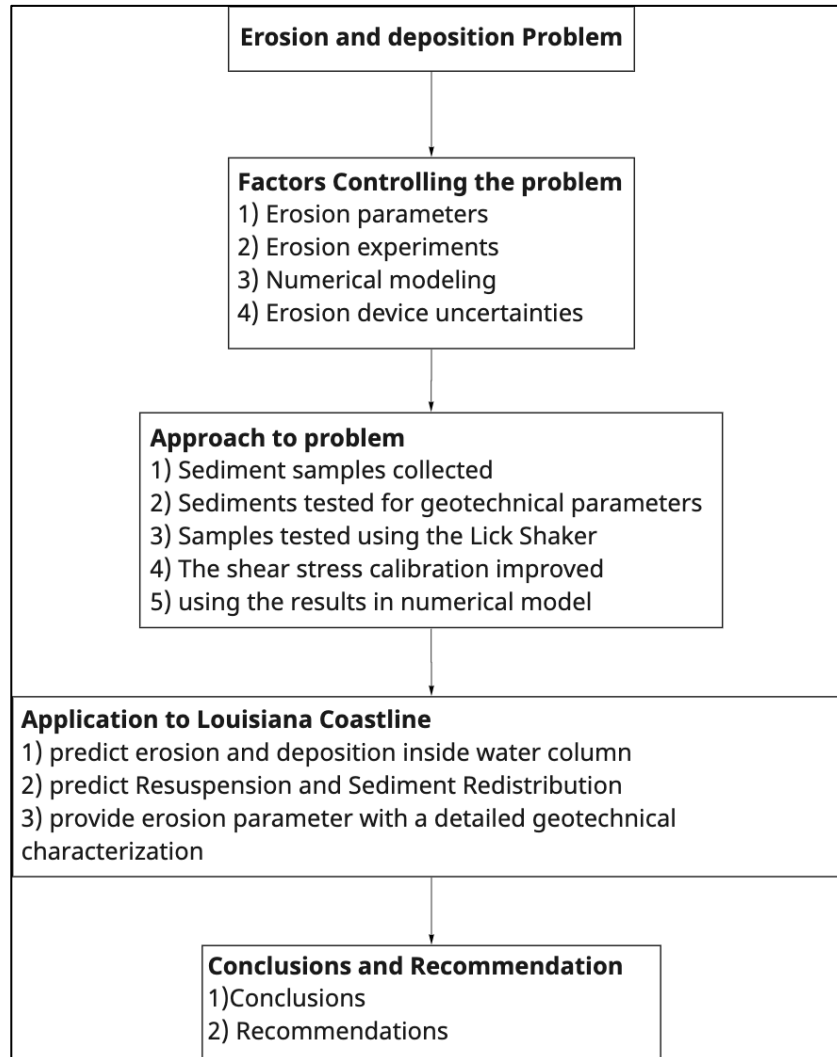 Erosion and deposition Problem
Factors Controlling the problem
1) Erosion parameters
2) Erosion experiments
3) Numerical modeling
4) Erosion device uncertainties
Approach to problem
1) Sediment samples collected
2) Sediments tested for geotechnical parameters
3) Samples tested using the Lick Shaker
4) The shear stress calibration improved
5) using the results in numerical model
Application to Louisiana Coastline
1) predict erosion and deposition inside water column
2) predict Resuspension and Sediment Redistribution
3) provide erosion parameter with a detailed geotechnical
characterization
Conclusions and Recommendation
1)Conclusions
2) Recommendations